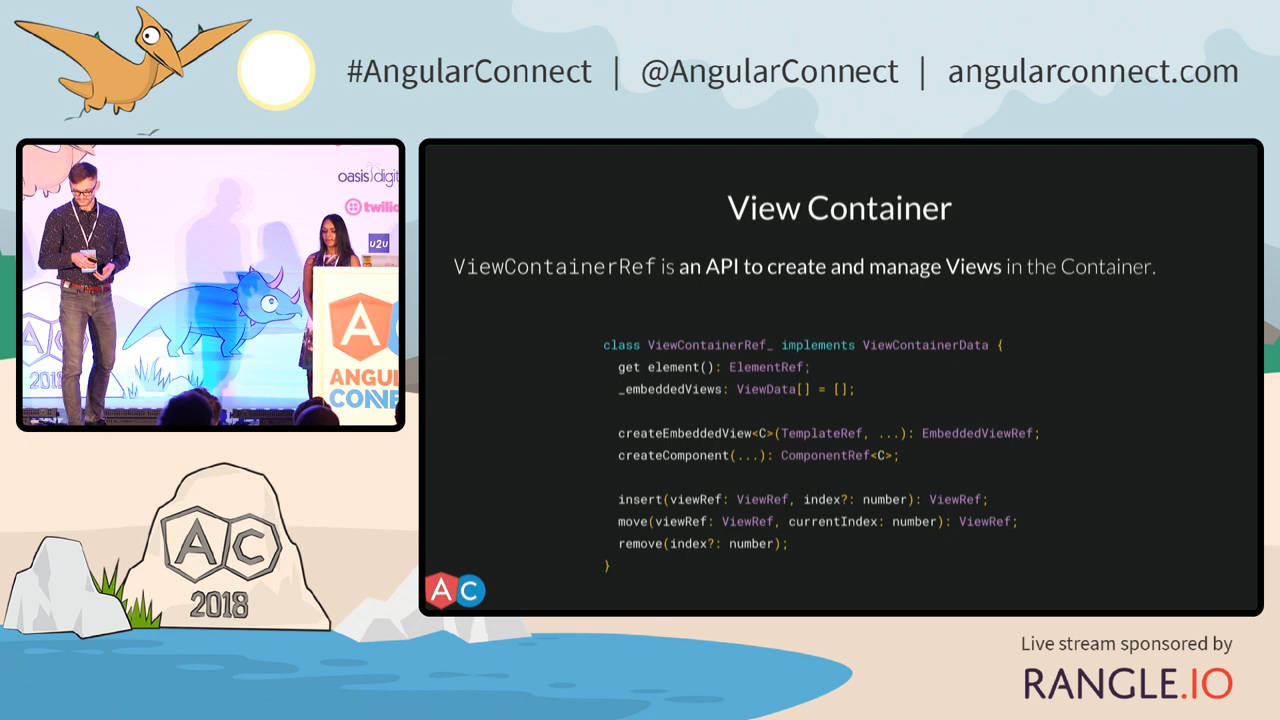 #AngularConnect | @AngularConnect | angularconnect.com
oasis digit
twilio
U2U
A
ANGU
CONNE
2018
View Container
ViewContainerRef is an API to create and manage Views in the Container.
class ViewContainerRef_ implements ViewContainerData {
get element(): ElementRef;
_embeddedViews: ViewData[] = [];
createEmbeddedView<C>(TemplateRef, ...): EmbeddedViewRef;
createComponent(...): ComponentRef<C>;
insert(viewRef: ViewRef, index?: number): ViewRef;
move(viewRef: ViewRef, currentIndex: number): ViewRef;
remove(index?: number);
}
A C
AC
2018
Live stream sponsored by
RANGLE.IO